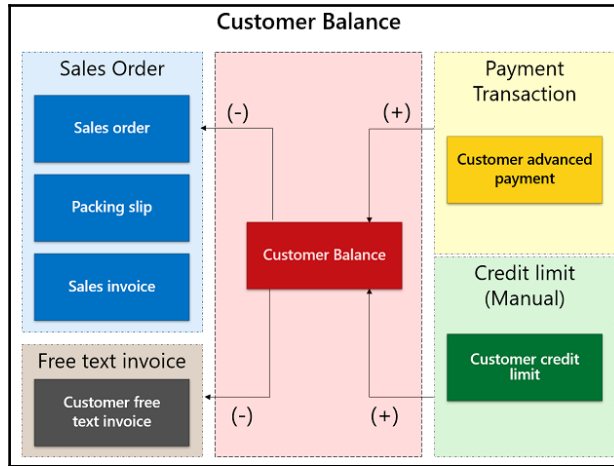 Customer Balance
Sales Order
Sales order
Packing slip
Sales invoice
Free text invoice
Customer free
text invoice
(-)
(+)
Customer Balance
(-)
(+)
Payment
Transaction
Customer advanced
payment
Credit limit
(Manual)
Customer credit
limit